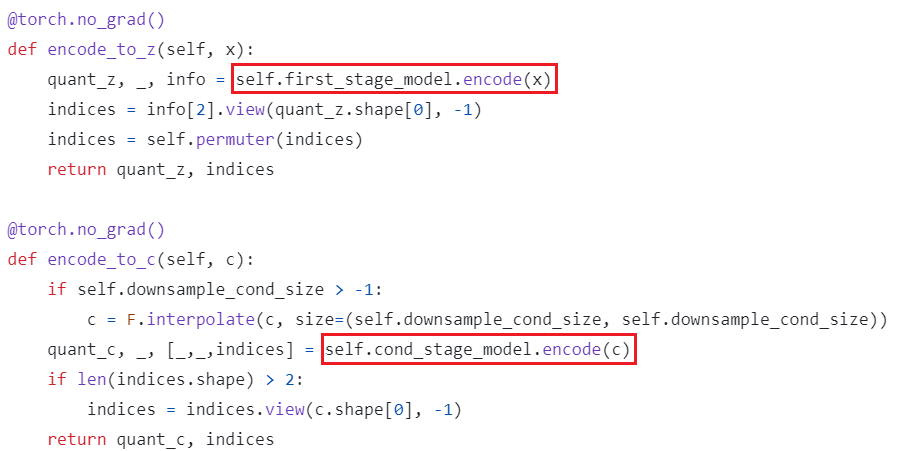 @torch.no_grad()
def encode_to_z(self, x):
    quant_z, _, info = self.first_stage_model.encode(x)
    indices = info[2].view(quant_z.shape[0], -1)
    indices = self.permuter(indices)
    return quant_z, indices

@torch.no_grad()
def encode_to_c(self, c):
    if self.downsample_cond_size > -1:
        c = F.interpolate(c, size=(self.downsample_cond_size, self.downsample_cond_size))
    quant_c, _, [_,_,indices] = self.cond_stage_model.encode(c)
    if len(indices.shape) > 2:
        indices = indices.view(c.shape[0], -1)
    return quant_c, indices